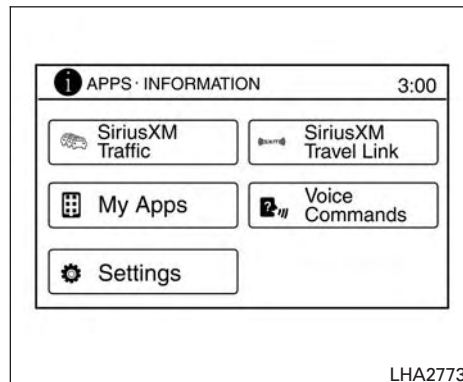 i APPS · INFORMATION 3:00
SiriusXM
Traffic
SiriusXM
Travel Link
My Apps
Voice
Commands
Settings
LHA2773